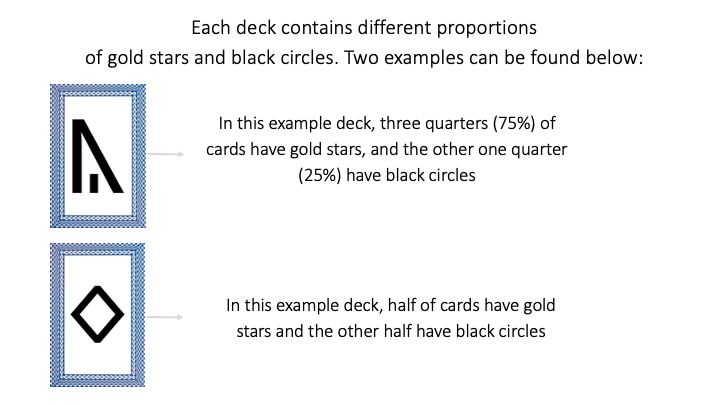 Each deck contains different proportions
of gold stars and black circles. Two examples can be found below:
In this example deck, three quarters (75%) of
cards have gold stars, and the other one quarter
(25%) have black circles
In this example deck, half of cards have gold
stars and the other half have black circles